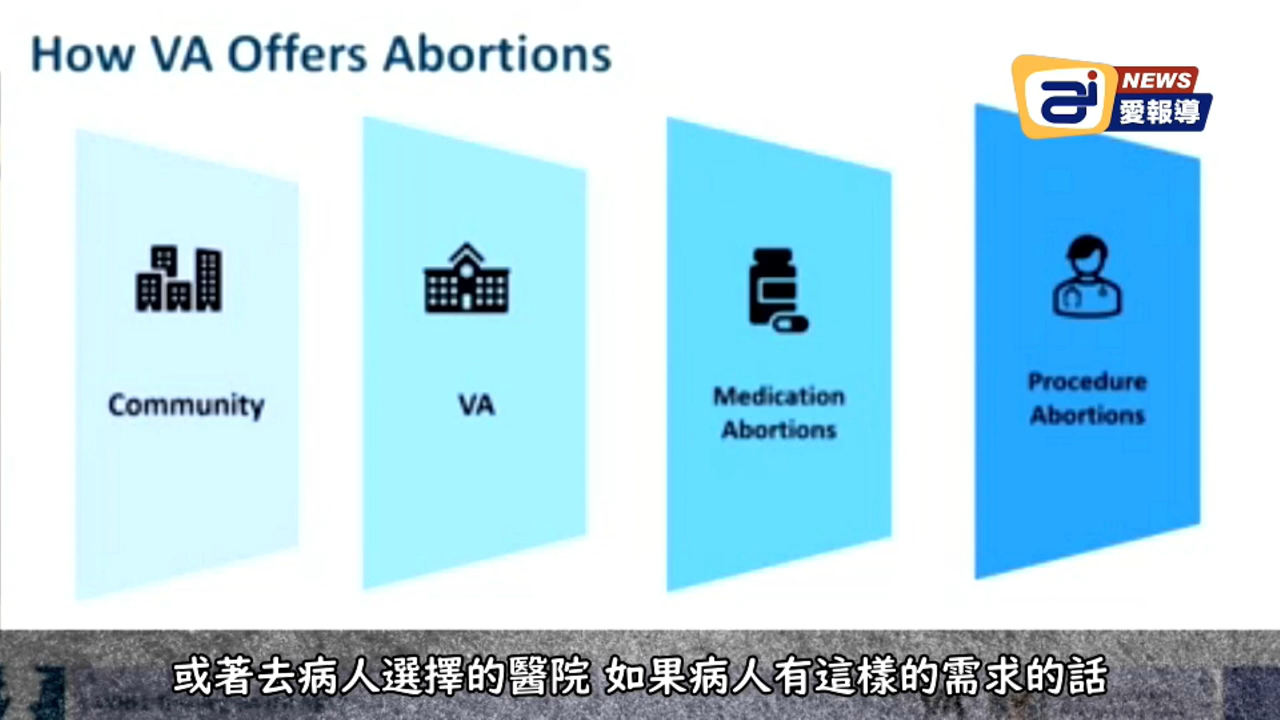 How VA Offers Abortions
ai NEWS
愛報導
Community
VA
Medication
Abortions
Procedure
Abortions
或著去病人選擇的醫院 如果病人有這樣的需求的話